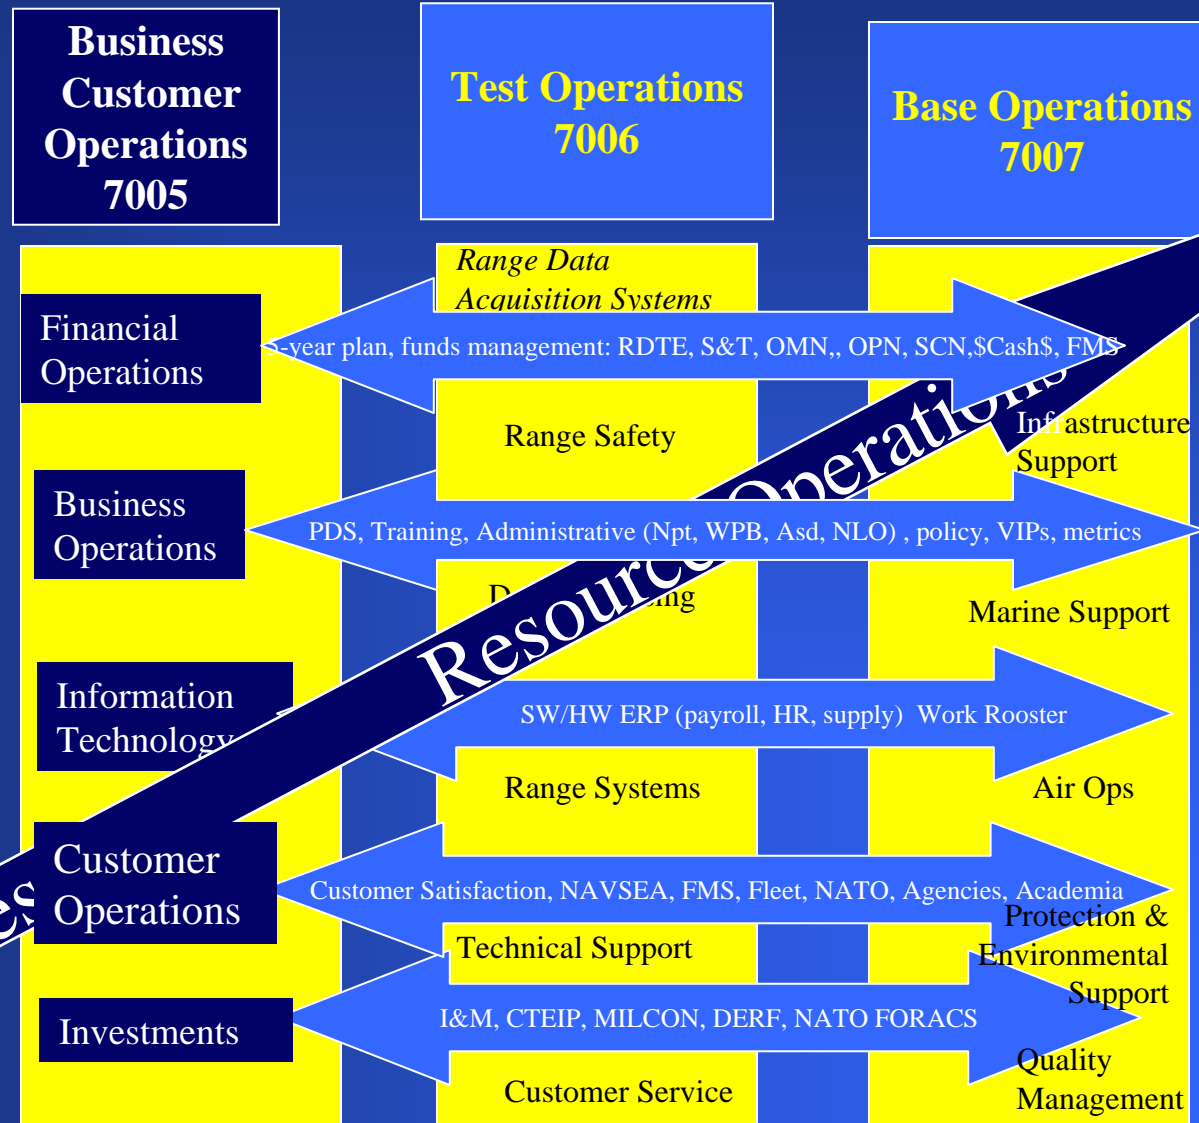 Business
Customer
Operations
7005
Test Operations
7006
Base Operations
7007
Range Data
Acquisition Systems
Financial
Operations
5-year plan, funds management: RDTE, S&T, OMN,, OPN, SCN,$Cash$, FMS
Range Safety
Infrastructure
Support
Business
Operations
PDS, Training, Administrative (Npt, WPB, Asd, NLO) , policy, VIPs, metrics
Marine Support
Resource Operations
Information
Technology
SW/HW ERP (payroll, HR, supply)  Work Rooster
Range Systems
Air Ops
Customer
Operations
Customer Satisfaction, NAVSEA, FMS, Fleet, NATO, Agencies, Academia
Technical Support
Protection &
Environmental
Support
Investments
I&M, CTEIP, MILCON, DERF, NATO FORACS
Customer Service
Quality
Management